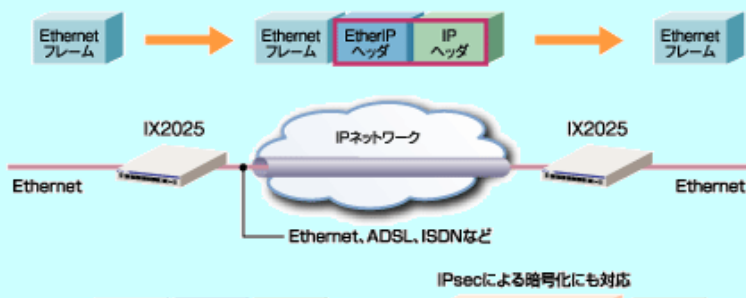 Ethernet
フレーム
Ethernet
フレーム
EtherIP
ヘッダ
IP
ヘッダ
Ethernet
フレーム
IX2025
IPネットワーク
IX2025
Ethernet
Ethernet
Ethernet、ADSL、ISDNなど
IPsecによる暗号化にも対応